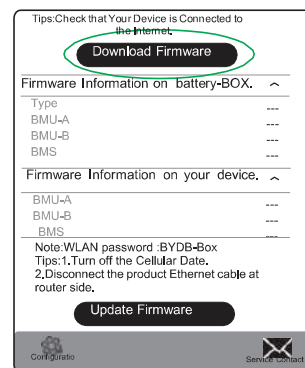 Tips:Check that Your Device is Connected to
the Internet.
Download Firmware
Firmware Information on battery-BOX.
Type ---
BMU-A ---
BMU-B ---
BMS ---
Firmware Information on your device.
BMU-A ---
BMU-B ---
BMS ---
Note:WLAN password :BYDB-Box
Tips:1.Turn off the Cellular Date.
2.Disconnect the product Ethernet cable at
router side.
Update Firmware
Configuratio
Service Contact